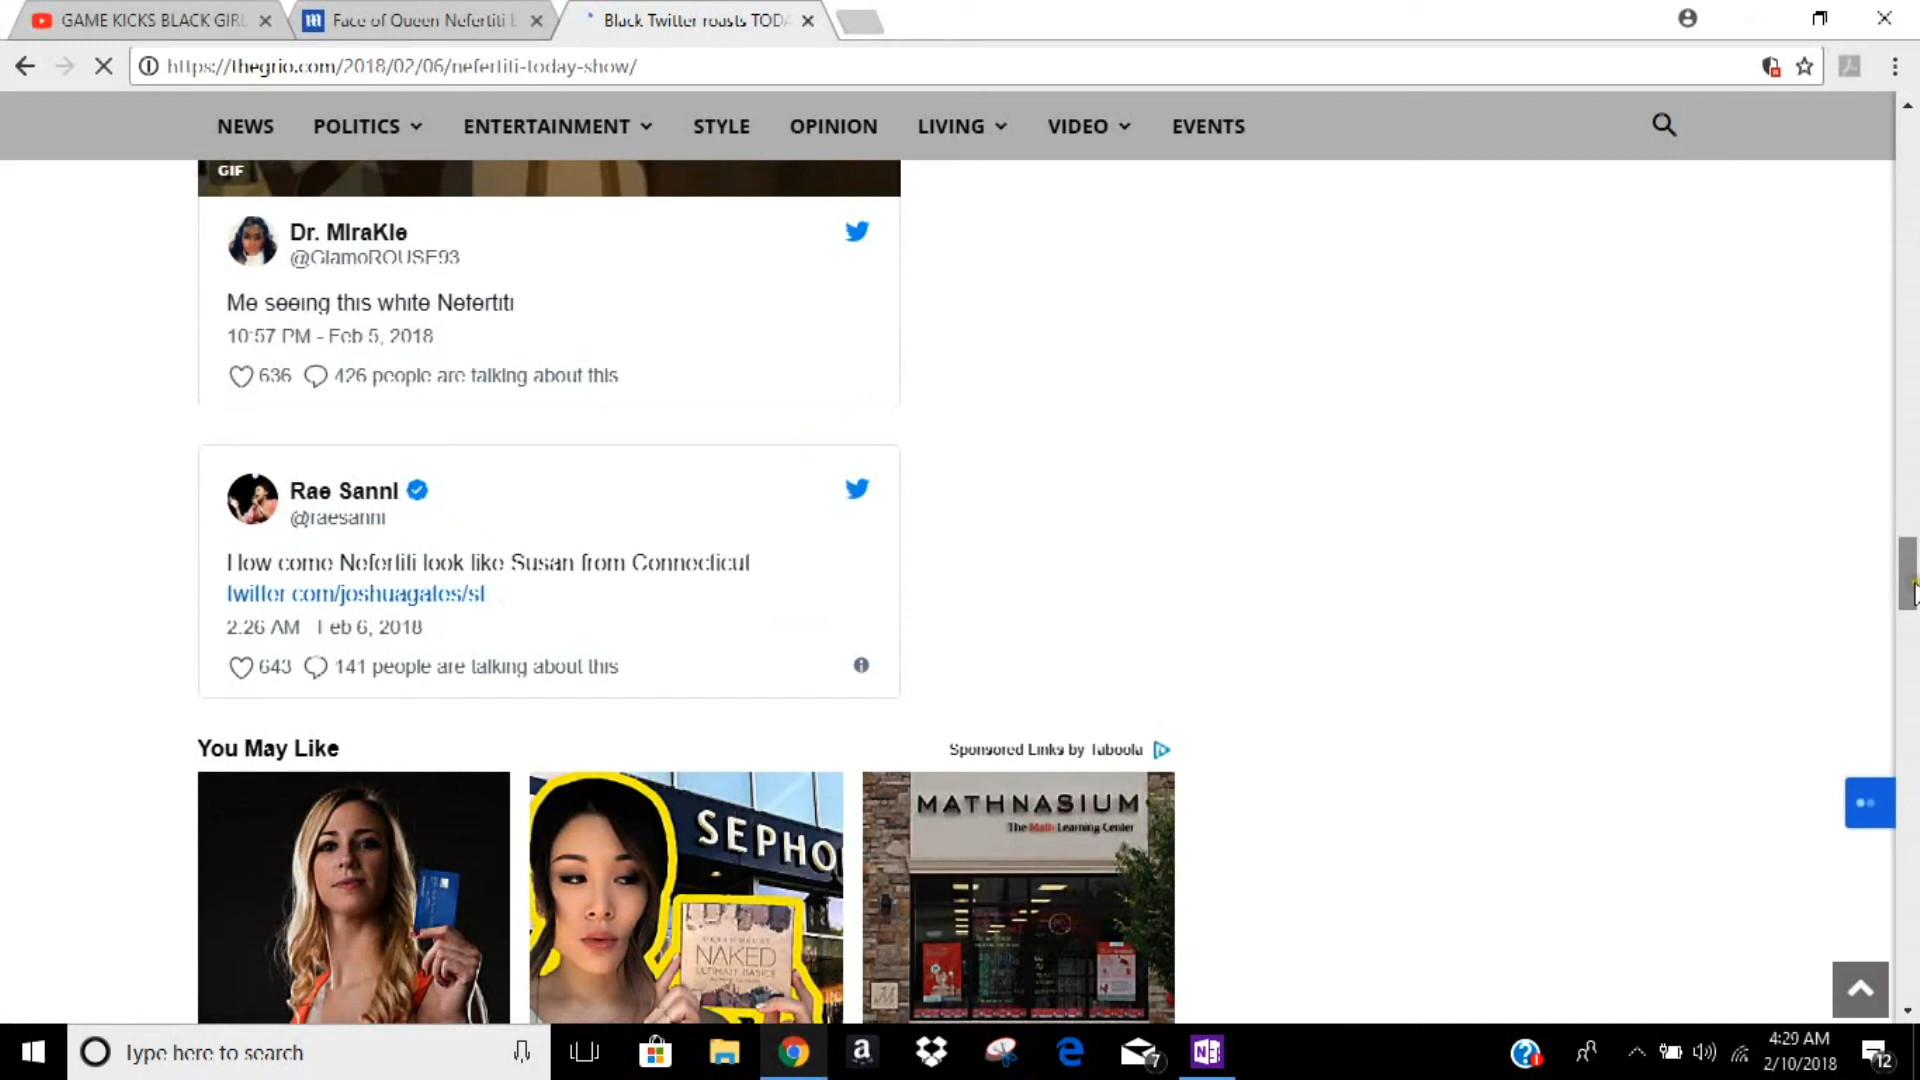 GAME KICKS BLACK GIRL
Face of Queen Nefertiti
Black Twitter roasts TODA
https://thegrio.com/2018/02/06/nefertiti-today-show/
NEWS POLITICS ENTERTAINMENT STYLE OPINION LIVING VIDEO EVENTS
GIF
Dr. MIraKle
@GlamoROUSE93
Me seeing this white Nefertiti
10:57 PM - Feb 5, 2018
636 426 people are talking about this
Rae SannI
@raesanni
How come Nefertiti look like Susan from Connecticut
twitter.com/joshuagates/st
2:26 AM - Feb 6, 2018
643 141 people are talking about this
You May Like
Sponsored Links by Taboola
SEPHO
NAKED
ULTIMATE BASICS
MATHNASIUM
The Math Learning Center
Type here to search
7
4:29 AM
2/10/2018
12